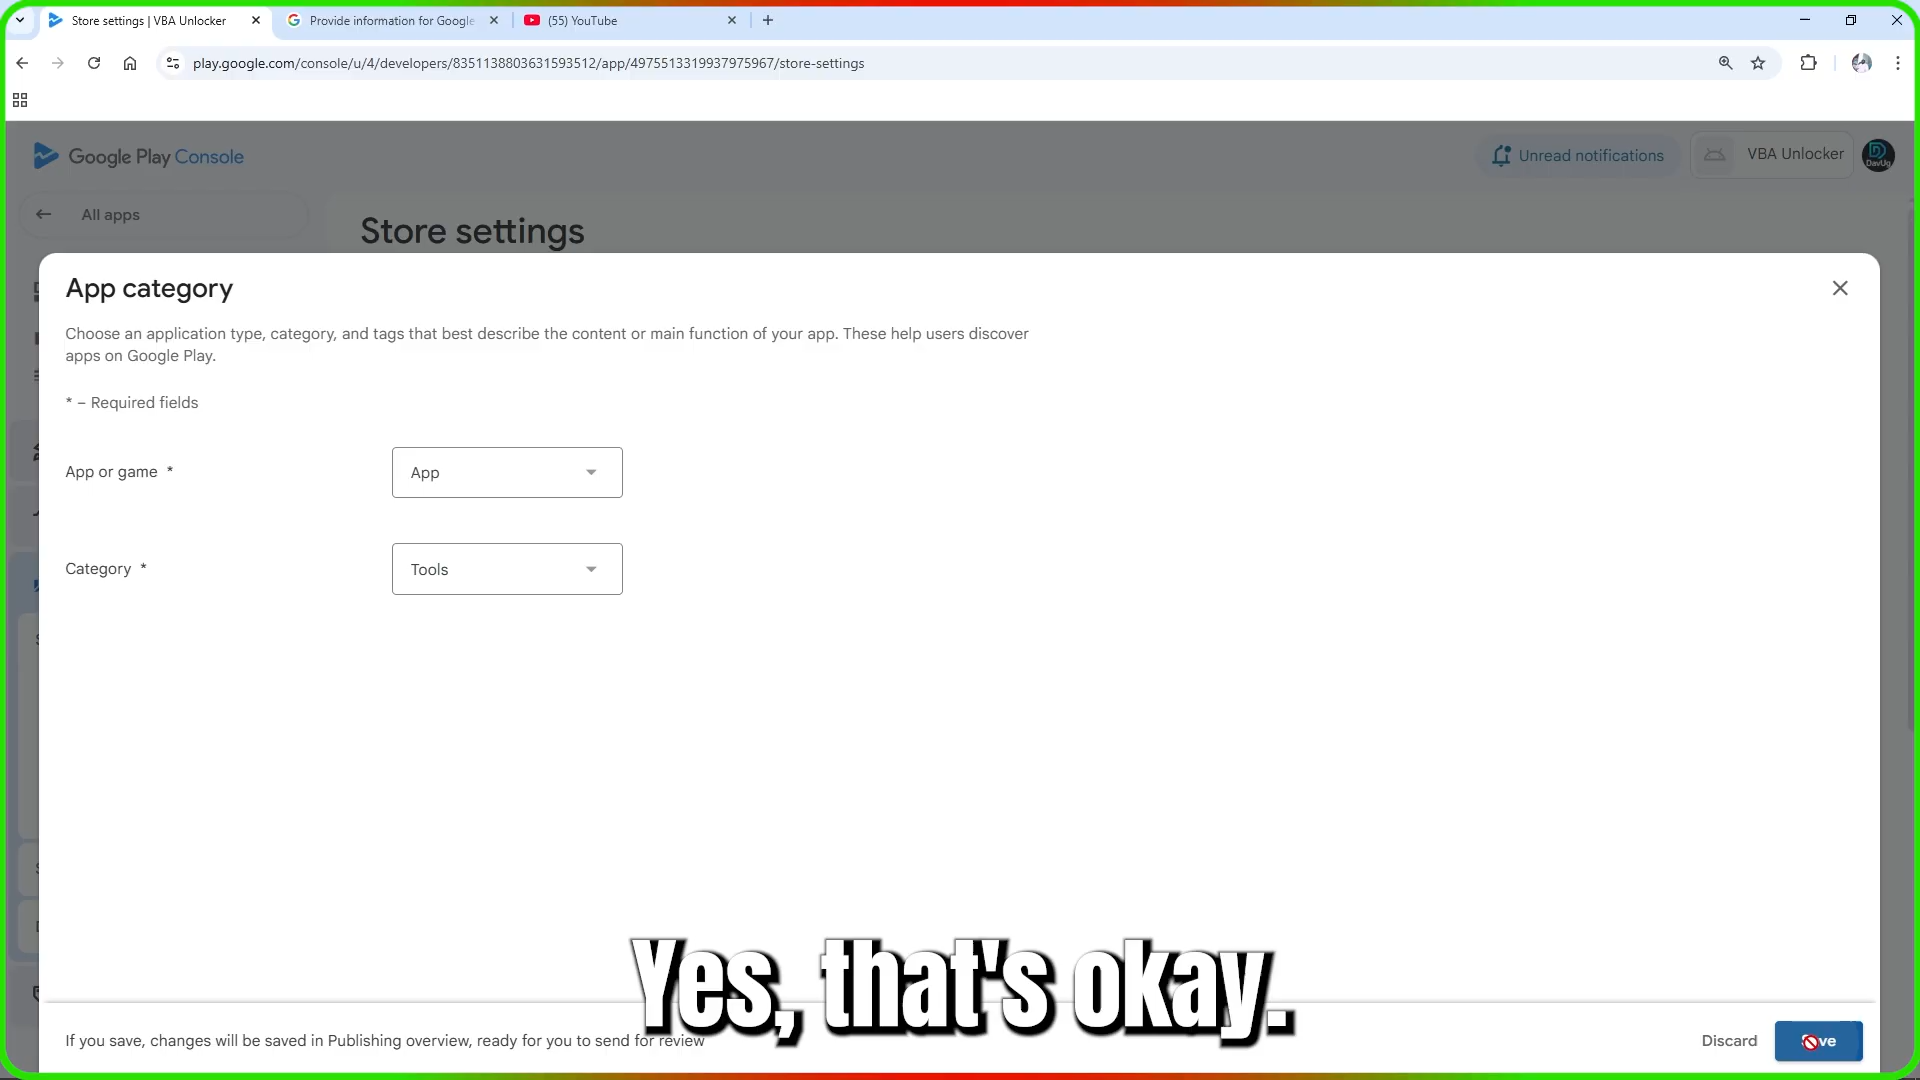 Store settings | VBA Unlocker
Provide information for Google
(55) YouTube
play.google.com/console/u/4/developers/8351138803631593512/app/4975513319937975967/store-settings
Google Play Console
Unread notifications
VBA Unlocker
DavUg
All apps
Store settings
App category
Choose an application type, category, and tags that best describe the content or main function of your app. These help users discover
apps on Google Play.
* – Required fields
App or game *
App
Category *
Tools
Yes, that's okay.
If you save, changes will be saved in Publishing overview, ready for you to send for review
Discard